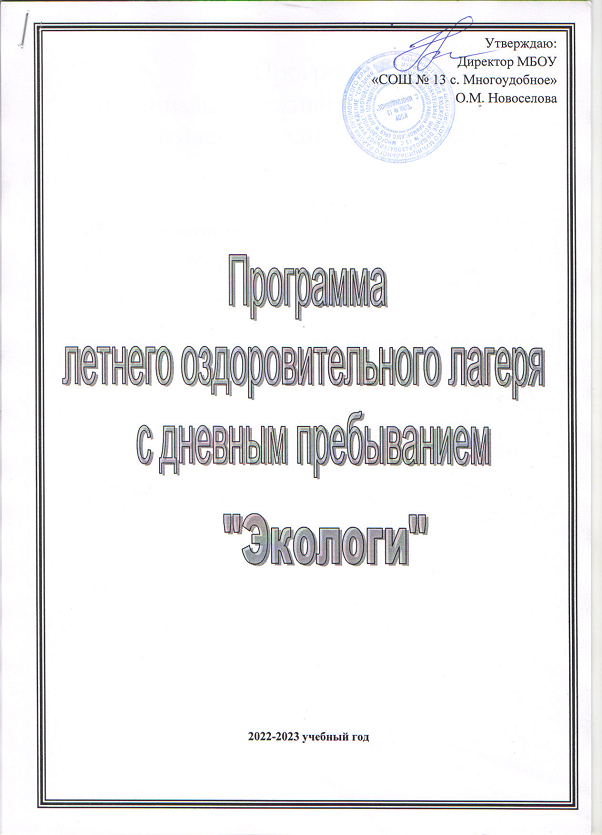 Утверждаю:
Директор МБОУ
«СОШ № 13 с. Многоудобное»
О.М. Новоселова
Программа
летнего оздоровительного лагеря
с дневным пребыванием
"Экологи"
2022-2023 учебный год